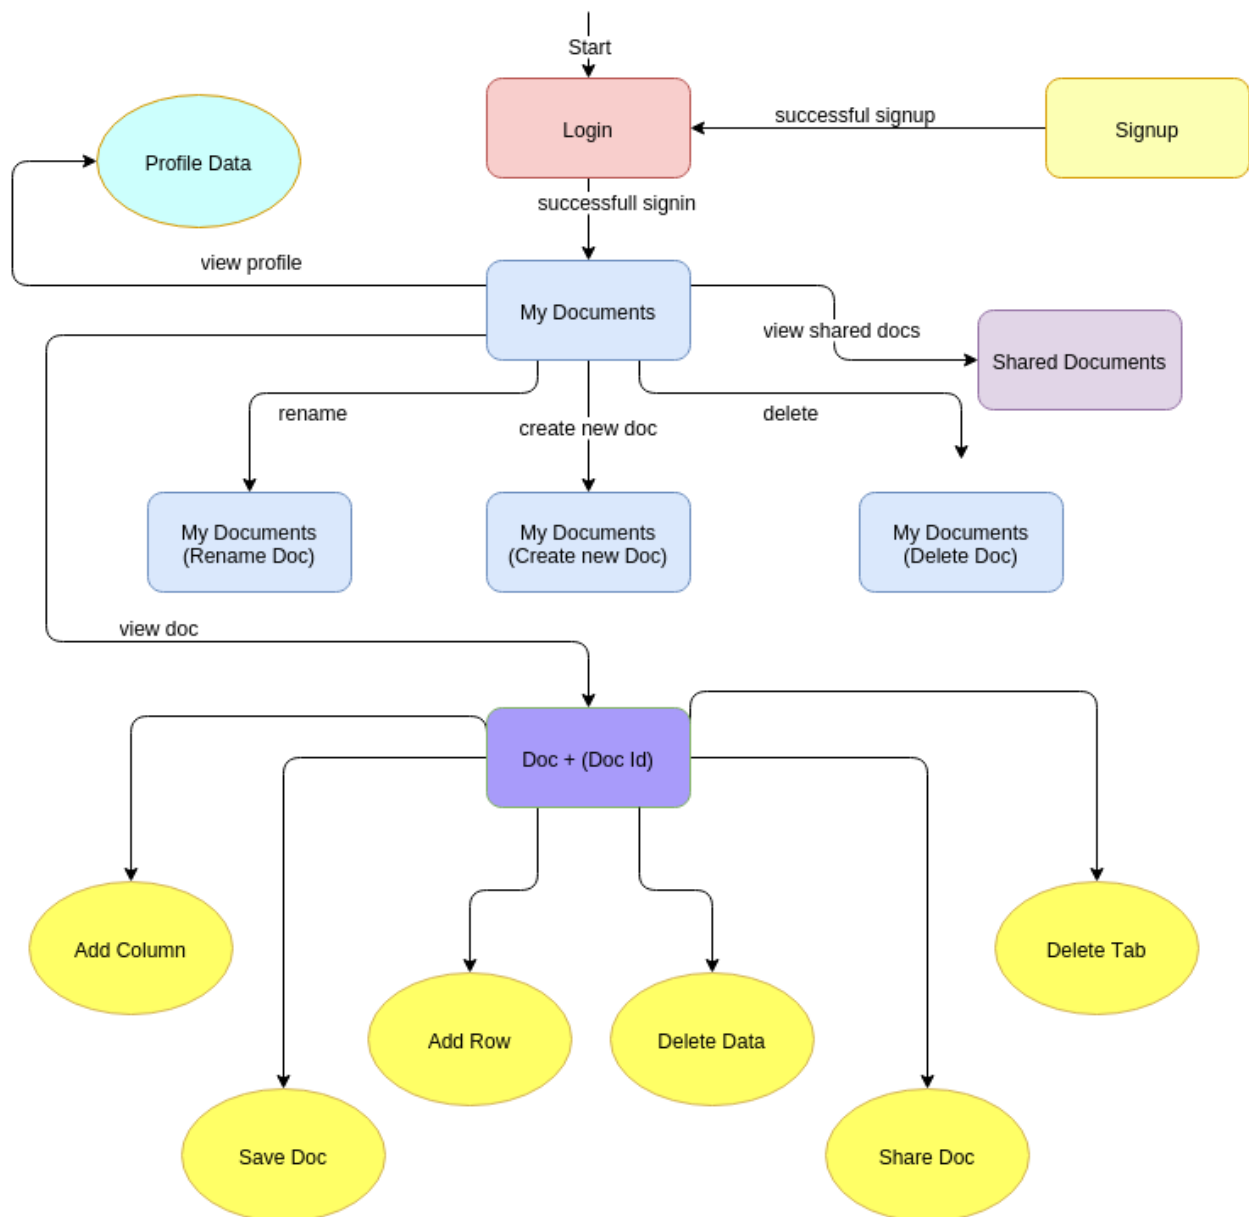 Start
Login
successful signup
Signup
Profile Data
successfull signin
view profile
My Documents
view shared docs
Shared Documents
rename
create new doc
delete
My Documents
(Rename Doc)
My Documents
(Create new Doc)
My Documents
(Delete Doc)
view doc
Doc + (Doc Id)
Add Column
Delete Tab
Add Row
Delete Data
Save Doc
Share Doc